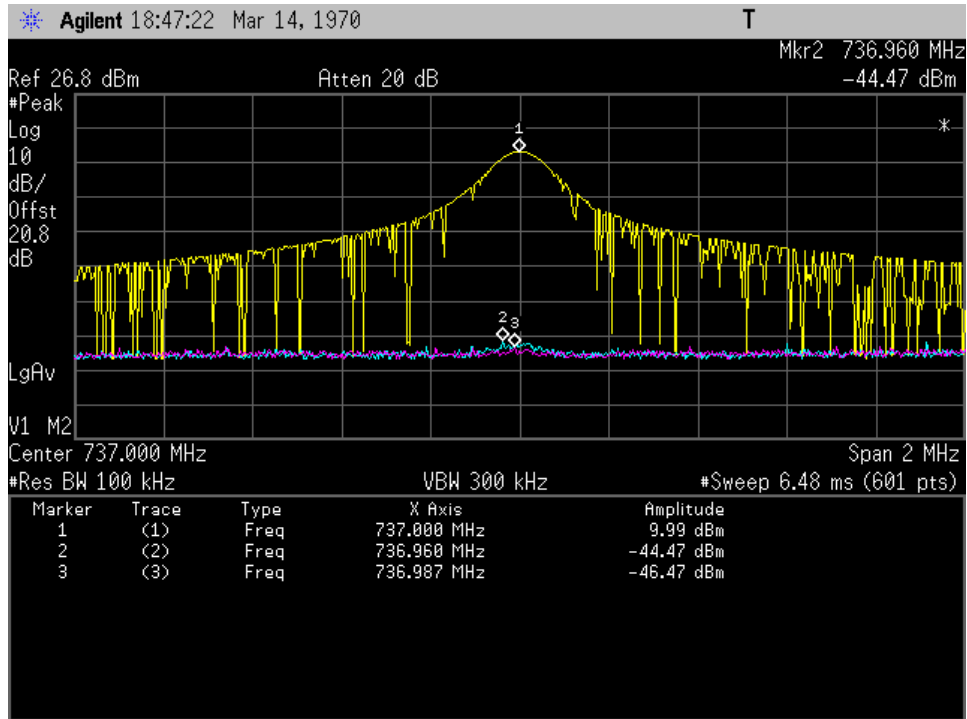 Agilent 18:47:22 Mar 14, 1970 T
Mkr2 736.960 MHz
Ref 26.8 dBm Atten 20 dB -44.47 dBm
#Peak
Log
10
dB/
Offst
20.8
dB
1
2
3
*
LgAv
V1 M2
Center 737.000 MHz Span 2 MHz
#Res BW 100 kHz VBW 300 kHz #Sweep 6.48 ms (601 pts)
Marker Trace Type X Axis Amplitude
1 (1) Freq 737.000 MHz 9.99 dBm
2 (2) Freq 736.960 MHz -44.47 dBm
3 (3) Freq 736.987 MHz -46.47 dBm